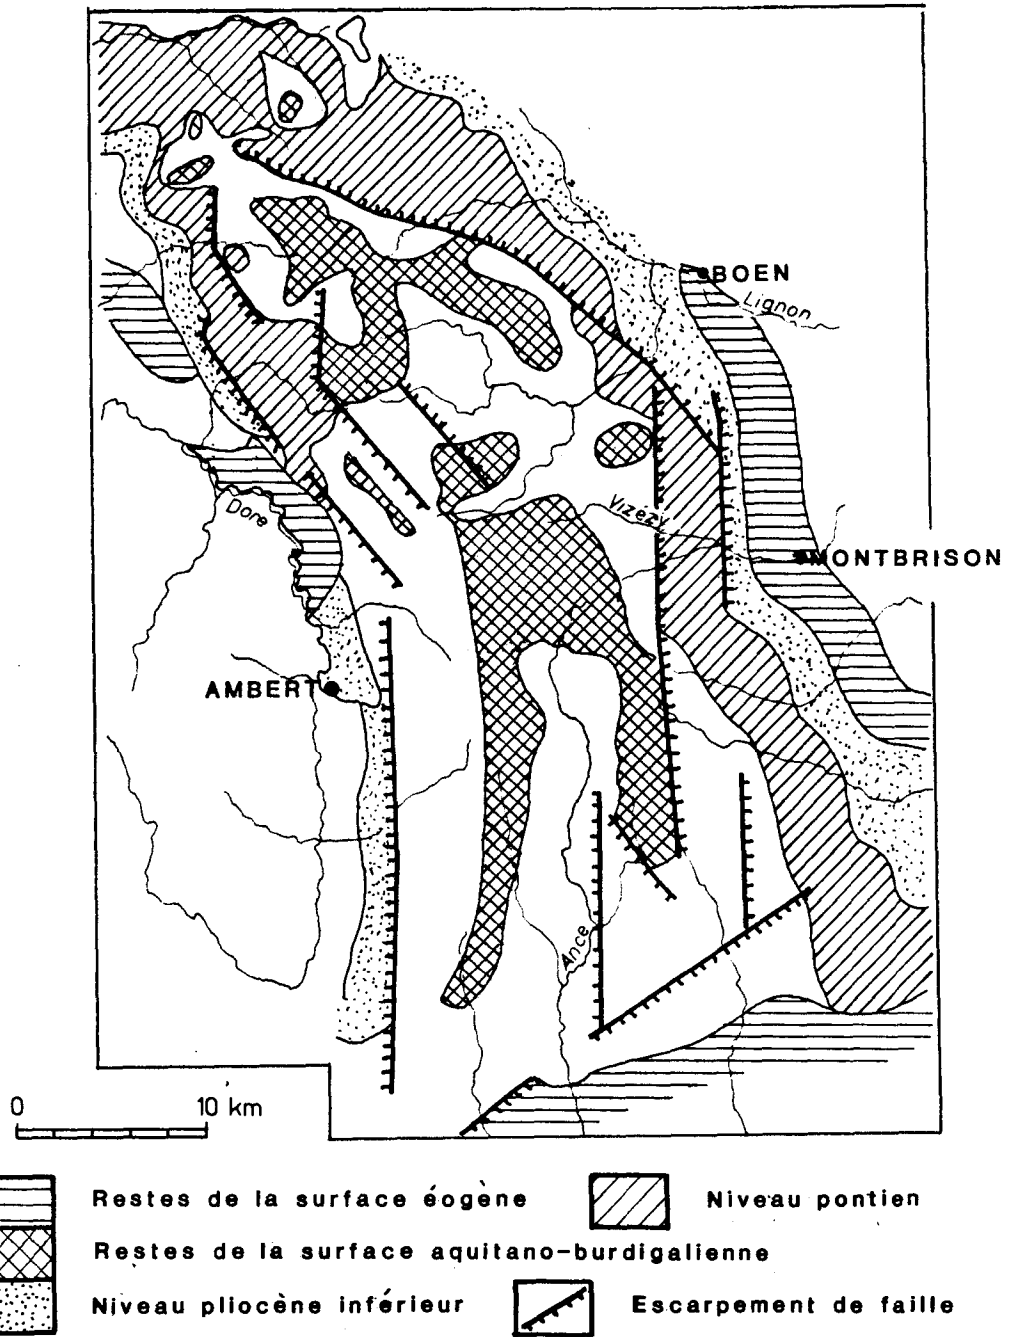 BOEN
Lignon
Dore
Vizezy
MONTBRISON
AMBERT
Ance
0 10 km
Restes de la surface éogène
Niveau pontien
Restes de la surface aquitano-burdigalienne
Niveau pliocène inférieur
Escarpement de faille